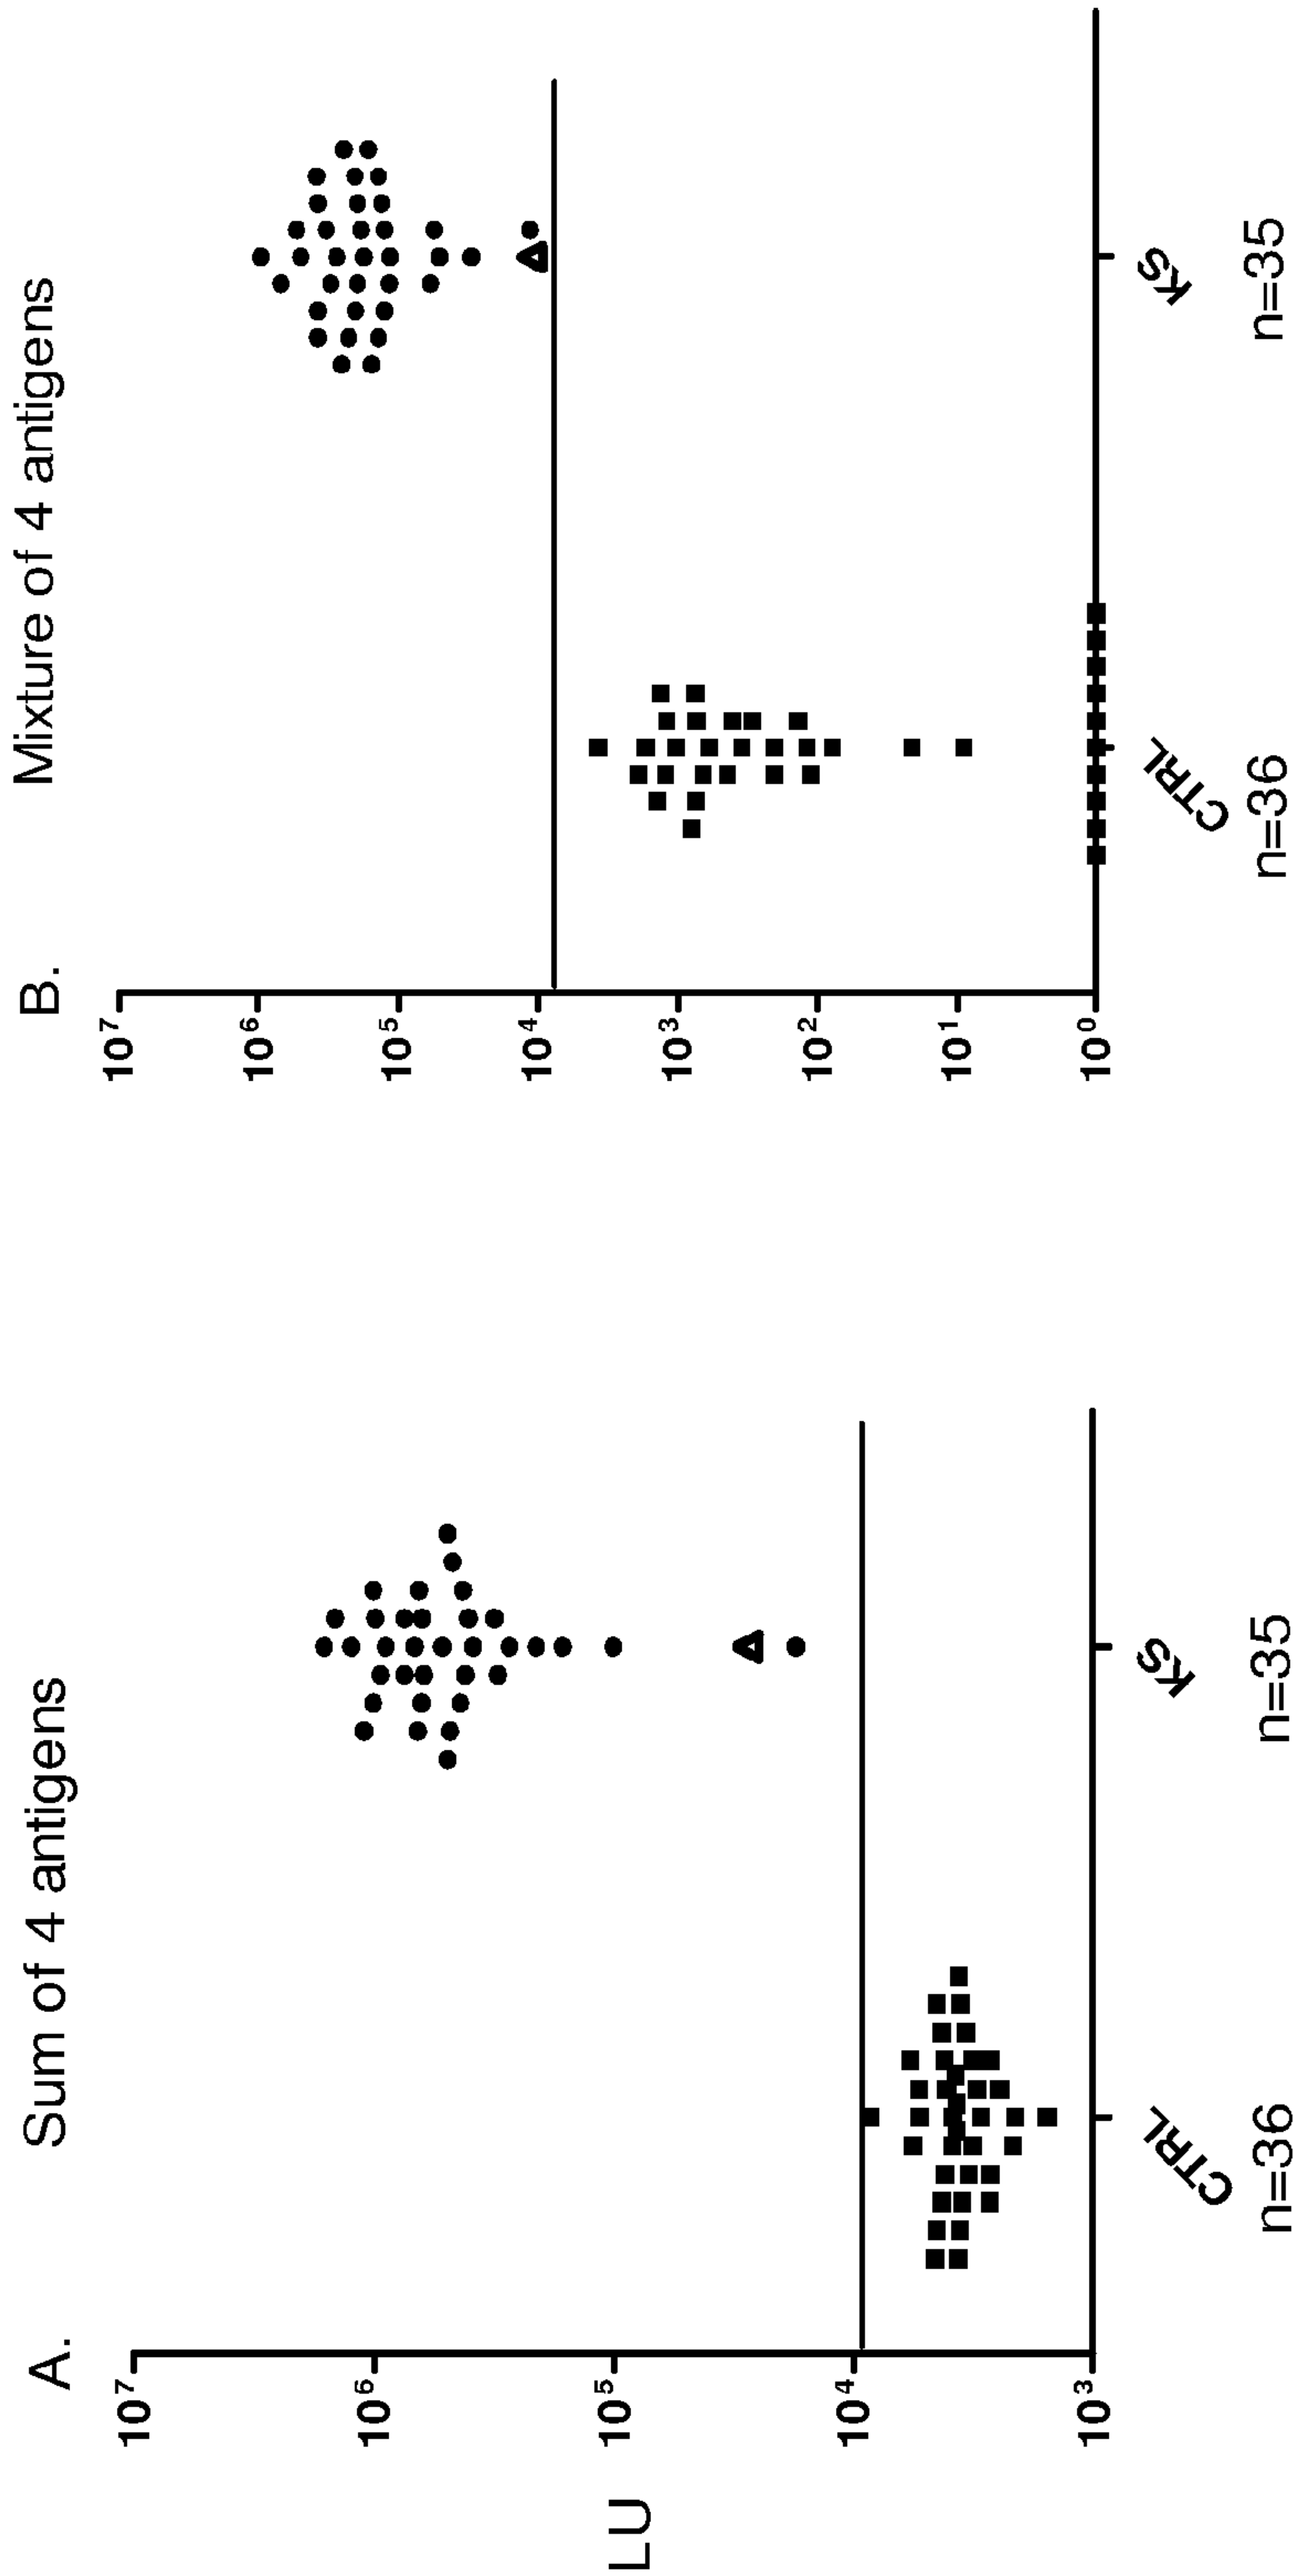 A.
Sum of 4 antigens
LU
10⁷
10⁶
10⁵
10⁴
10³
CTRL
n=36
KS
n=35
B.
Mixture of 4 antigens
10⁷
10⁶
10⁵
10⁴
10³
10²
10¹
10⁰
CTRL
n=36
KS
n=35